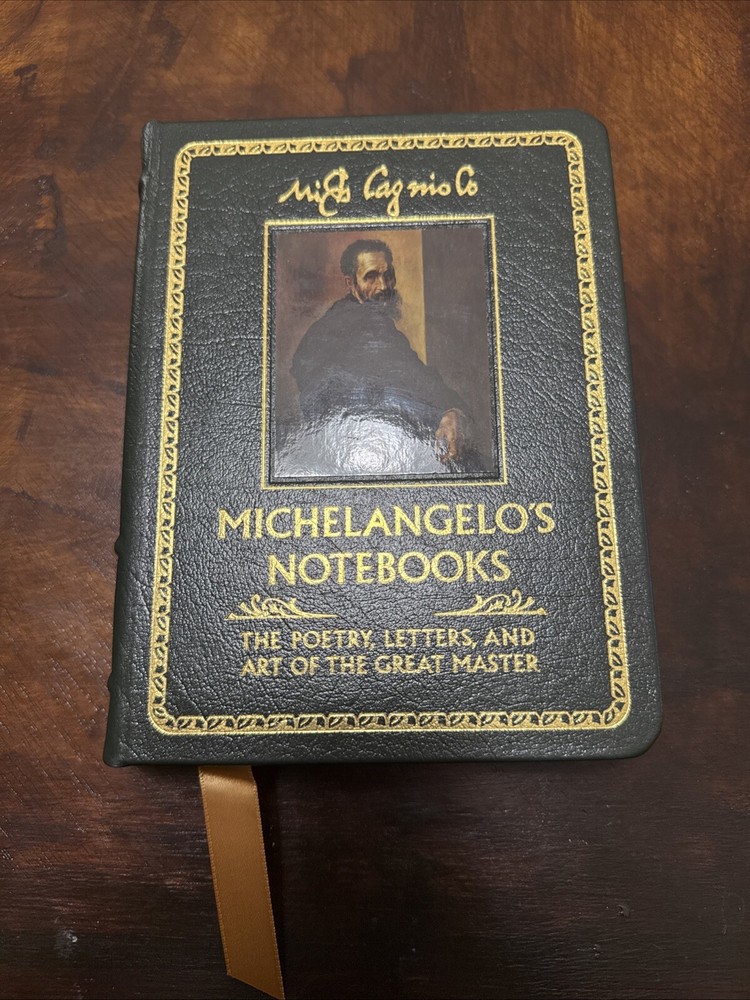 MICHELANGELO'S
NOTEBOOKS
THE POETRY, LETTERS, AND
ART OF THE GREAT MASTER